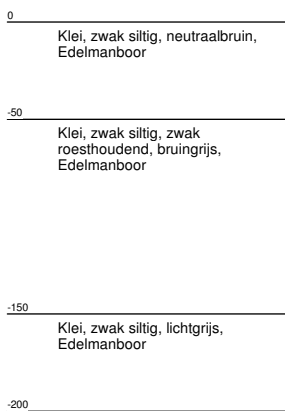 0
Klei, zwak siltig, neutraalbruin,
Edelmanboor
-50
Klei, zwak siltig, zwak
roesthoudend, bruingrijs,
Edelmanboor
-150
Klei, zwak siltig, lichtgrijs,
Edelmanboor
-200